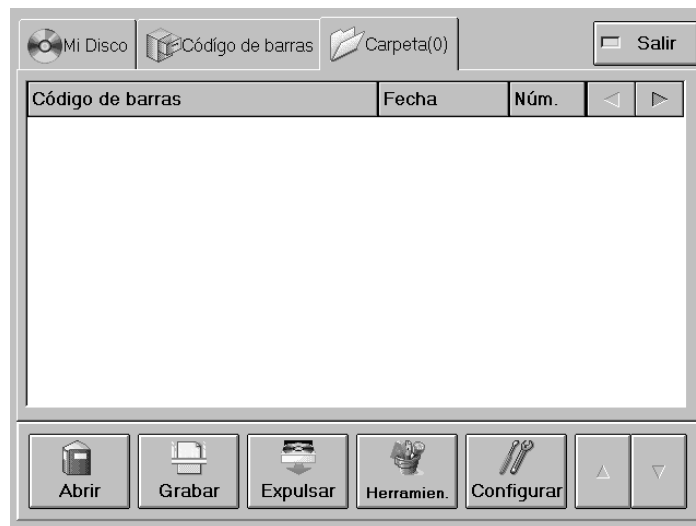 Mi Disco Código de barras Carpeta(0) Salir
Código de barras Fecha Núm.
Abrir Grabar Expulsar Herramien. Configurar